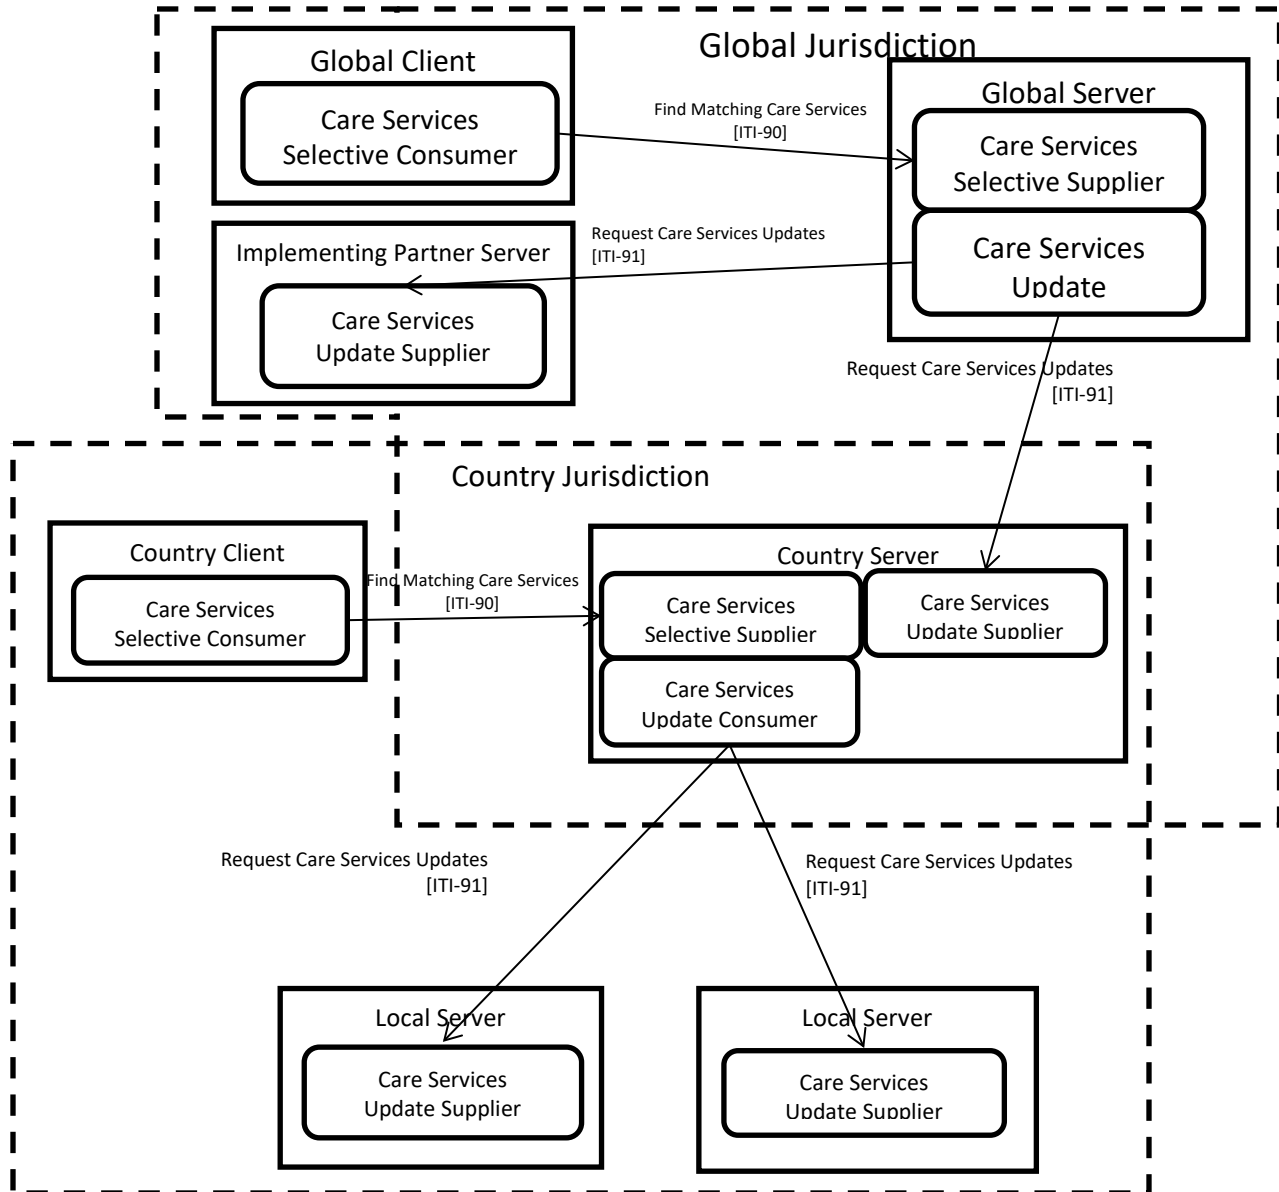 Global Jurisdiction
Global Client
Care Services
Selective Consumer
Find Matching Care Services
[ITI-90]
Global Server
Care Services
Selective Supplier
Care Services
Update
Implementing Partner Server
Care Services
Update Supplier
Request Care Services Updates
[ITI-91]
Request Care Services Updates
[ITI-91]
Country Jurisdiction
Country Client
Care Services
Selective Consumer
Find Matching Care Services
[ITI-90]
Country Server
Care Services
Selective Supplier
Care Services
Update Supplier
Care Services
Update Consumer
Request Care Services Updates
[ITI-91]
Request Care Services Updates
[ITI-91]
Local Server
Care Services
Update Supplier
Local Server
Care Services
Update Supplier